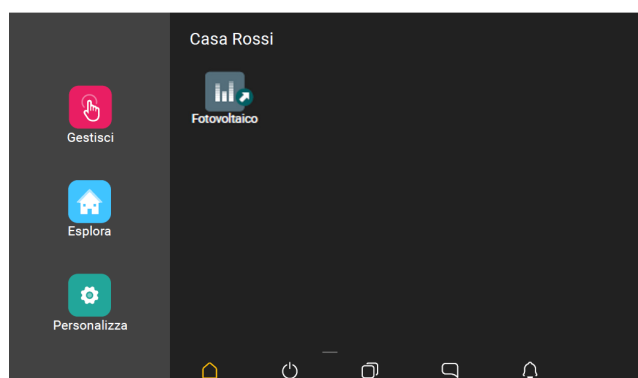 Casa Rossi
Fotovoltaico
Gestisci
Esplora
Personalizza